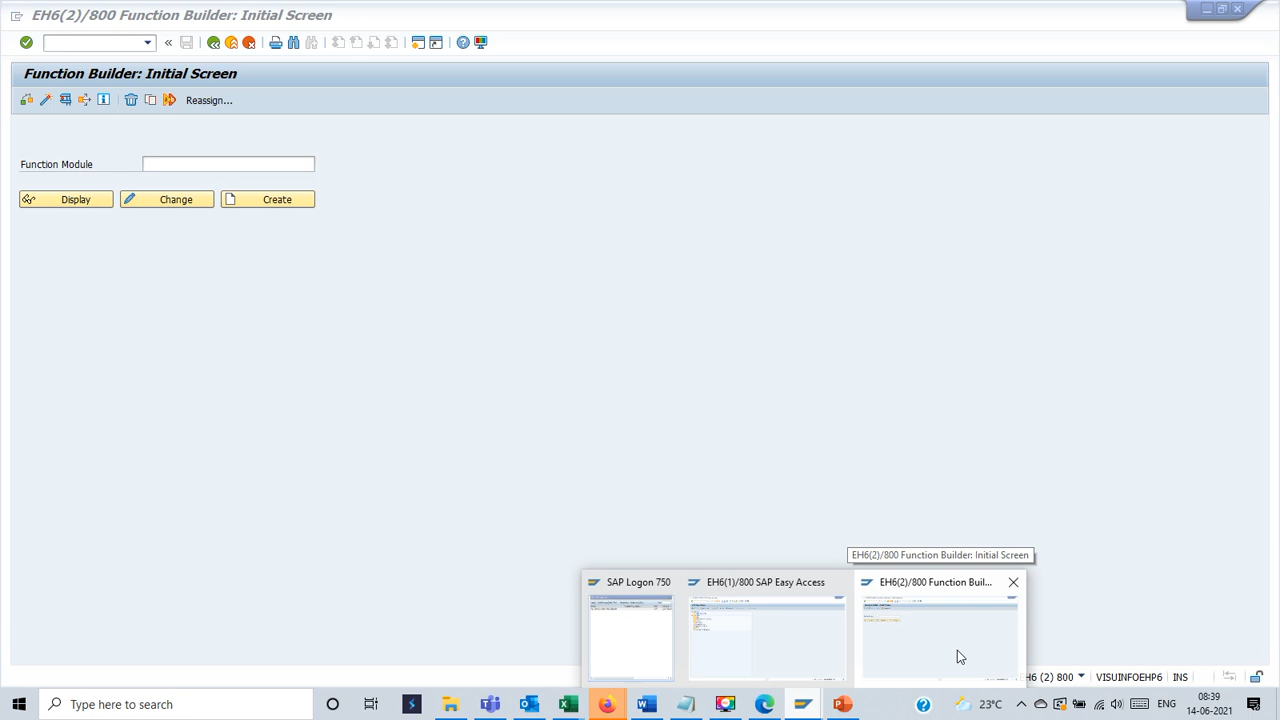 EH6(2)/800 Function Builder: Initial Screen
Function Builder: Initial Screen
Reassign...
Function Module
Display Change Create
EH6(2)/800 Function Builder: Initial Screen
SAP Logon 750
EH6(1)/800 SAP Easy Access
EH6(2)/800 Function Buil...
EH6 (2) 800 VISUINFOEHP6 INS
Type here to search
23°C
ENG
08:39
14-06-2021